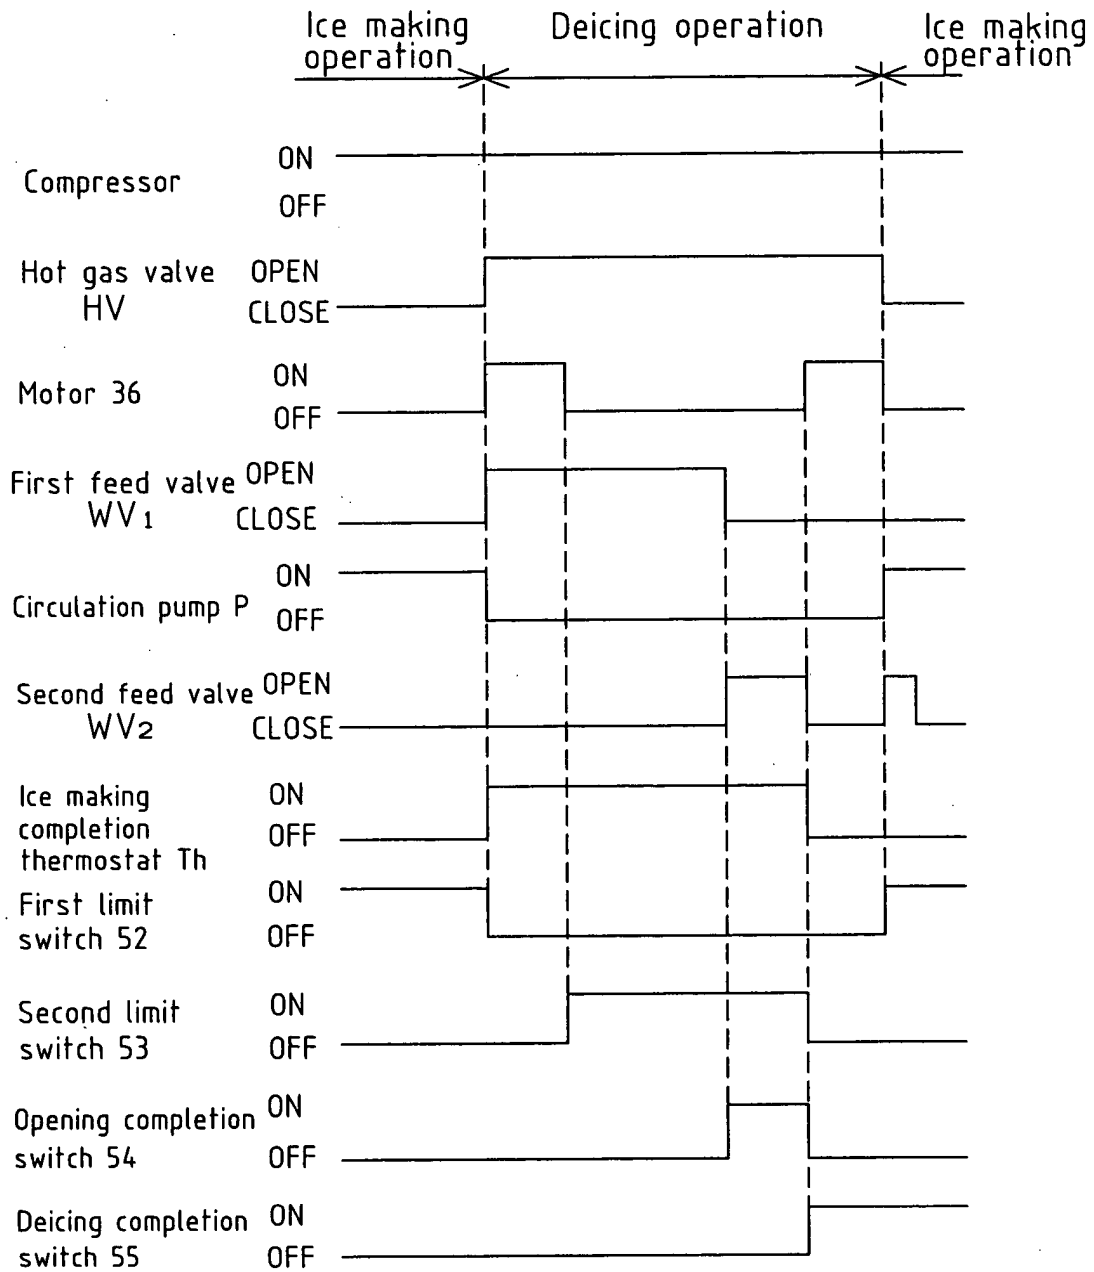 Ice making
operation
Deicing operation
Ice making
operation
Compressor
ON
OFF
Hot gas valve
HV
OPEN
CLOSE
Motor 36
ON
OFF
First feed valve
WV1
OPEN
CLOSE
Circulation pump P
ON
OFF
Second feed valve
WV2
OPEN
CLOSE
Ice making
completion
thermostat Th
ON
OFF
First limit
switch 52
ON
OFF
Second limit
switch 53
ON
OFF
Opening completion
switch 54
ON
OFF
Deicing completion
switch 55
ON
OFF